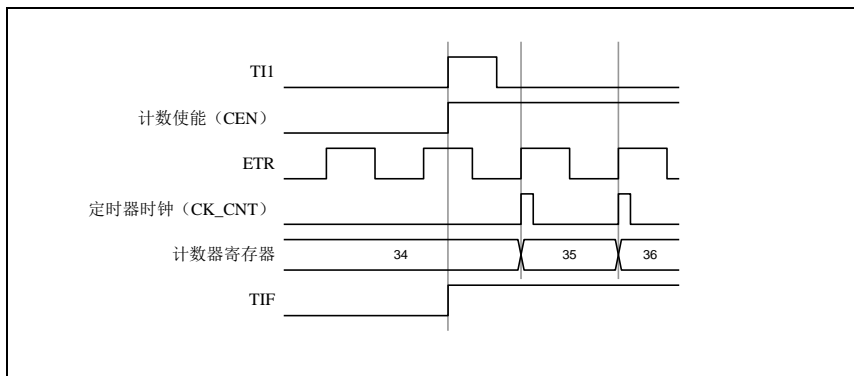 TI1
计数使能（CEN）
ETR
定时器时钟（CK_CNT）
计数器寄存器 34 35 36
TIF